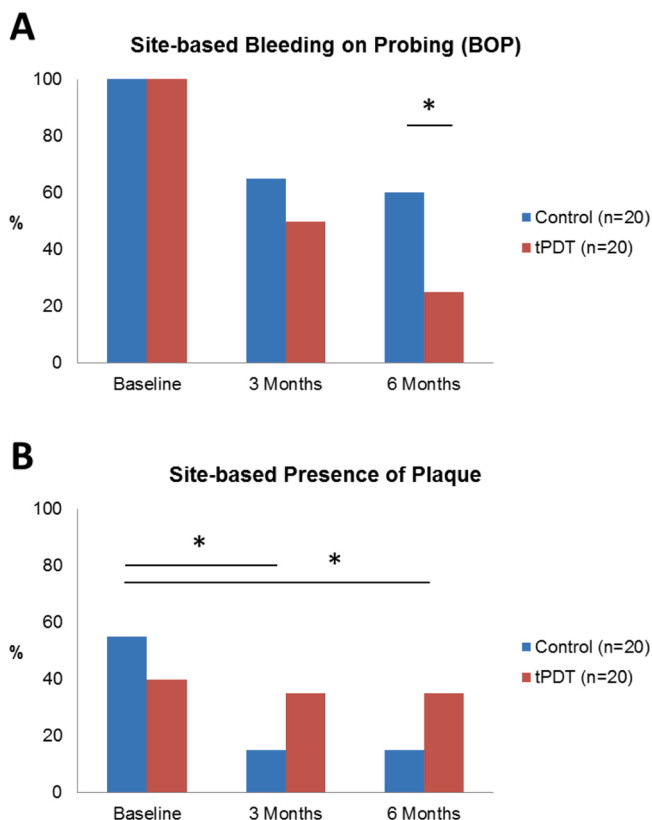 A
Site-based Bleeding on Probing (BOP)
100
80
60
40
20
0
%
*
Baseline
3 Months
6 Months
Control (n=20)
tPDT (n=20)
B
Site-based Presence of Plaque
100
80
60
40
20
0
%
*
*
Baseline
3 Months
6 Months
Control (n=20)
tPDT (n=20)